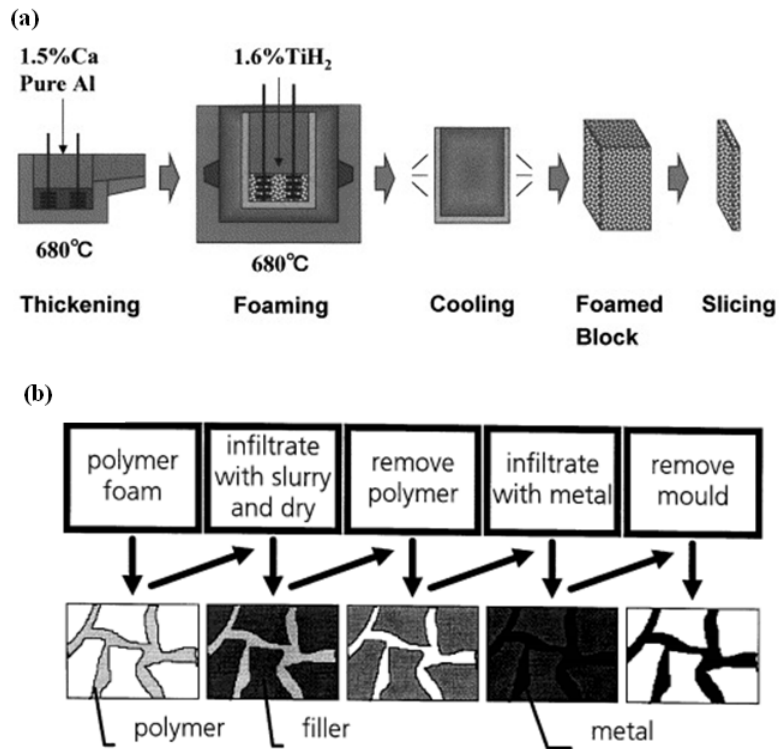 (a)
1.5%Ca
Pure Al
1.6%TiH₂
680℃
680℃
Thickening
Foaming
Cooling
Foamed
Block
Slicing
(b)
polymer
foam
infiltrate
with slurry
and dry
remove
polymer
infiltrate
with metal
remove
mould
polymer
filler
metal